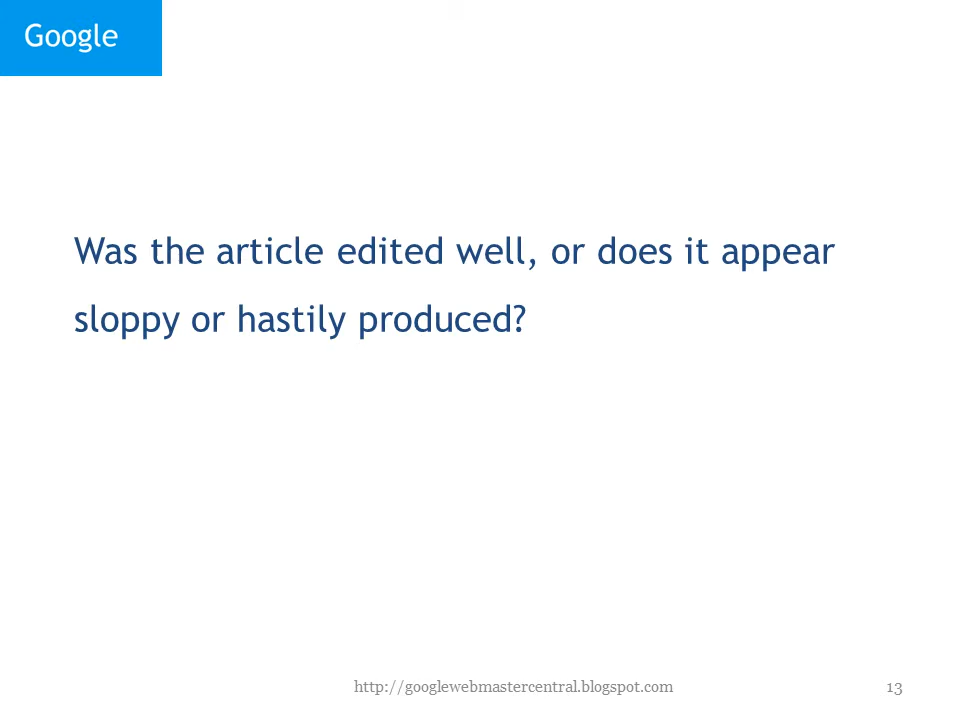 Google
Was the article edited well, or does it appear
sloppy or hastily produced?
http://googlewebmastercentral.blogspot.com
13